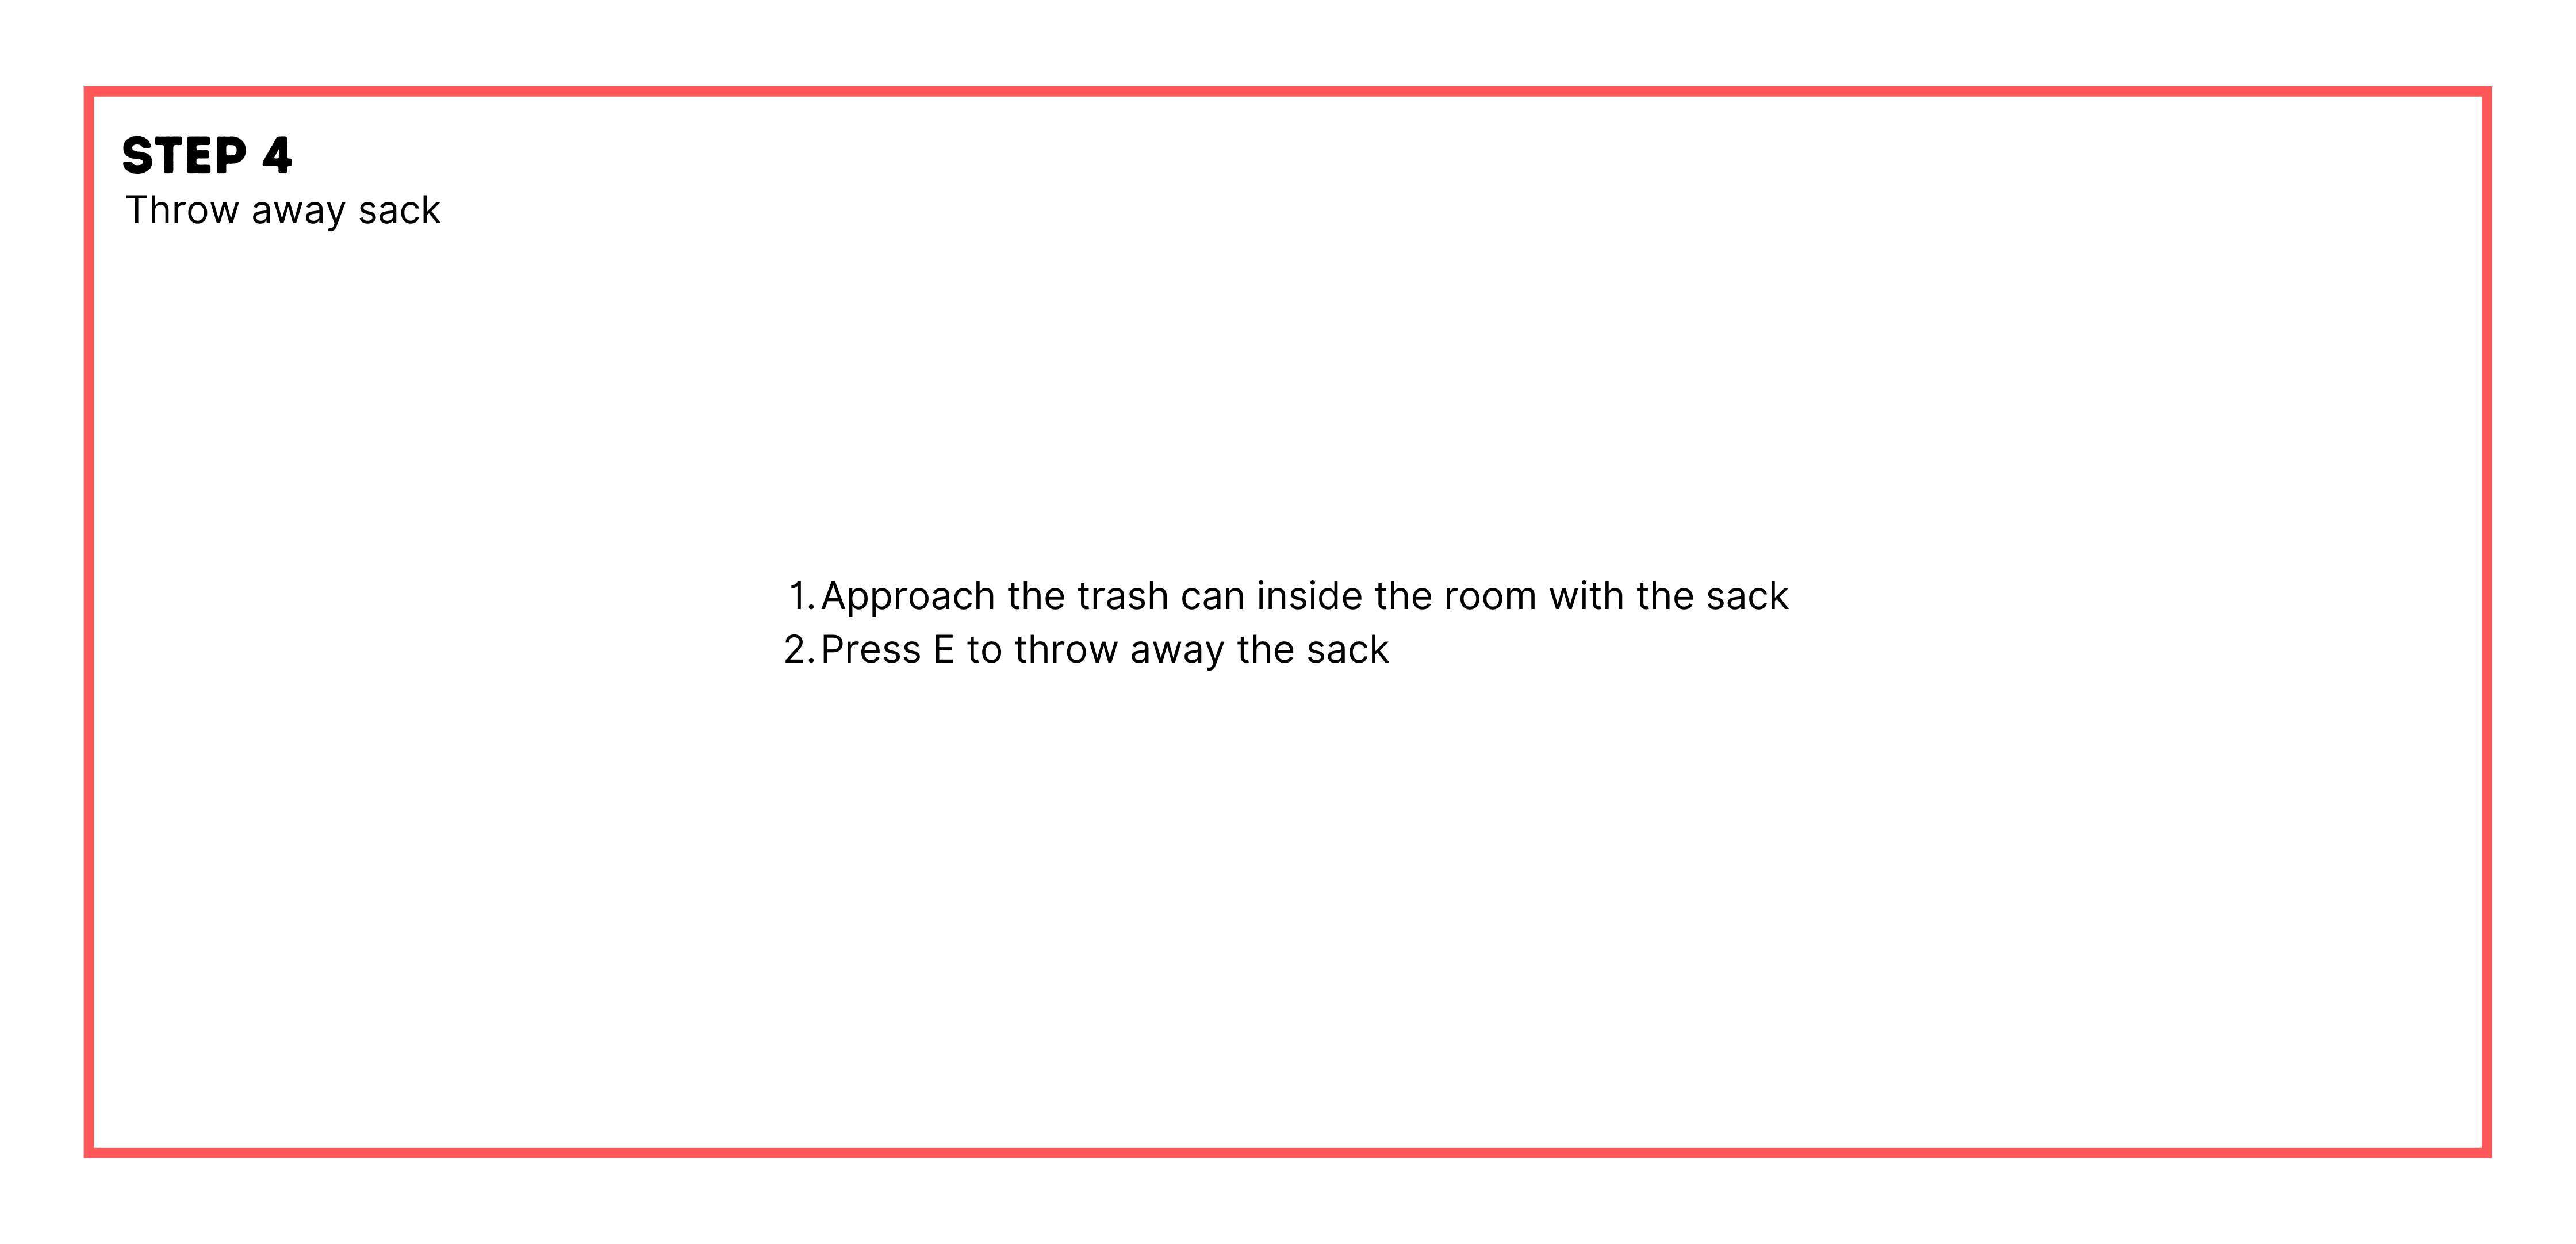 STEP 4
Throw away sack
1. Approach the trash can inside the room with the sack
2. Press E to throw away the sack